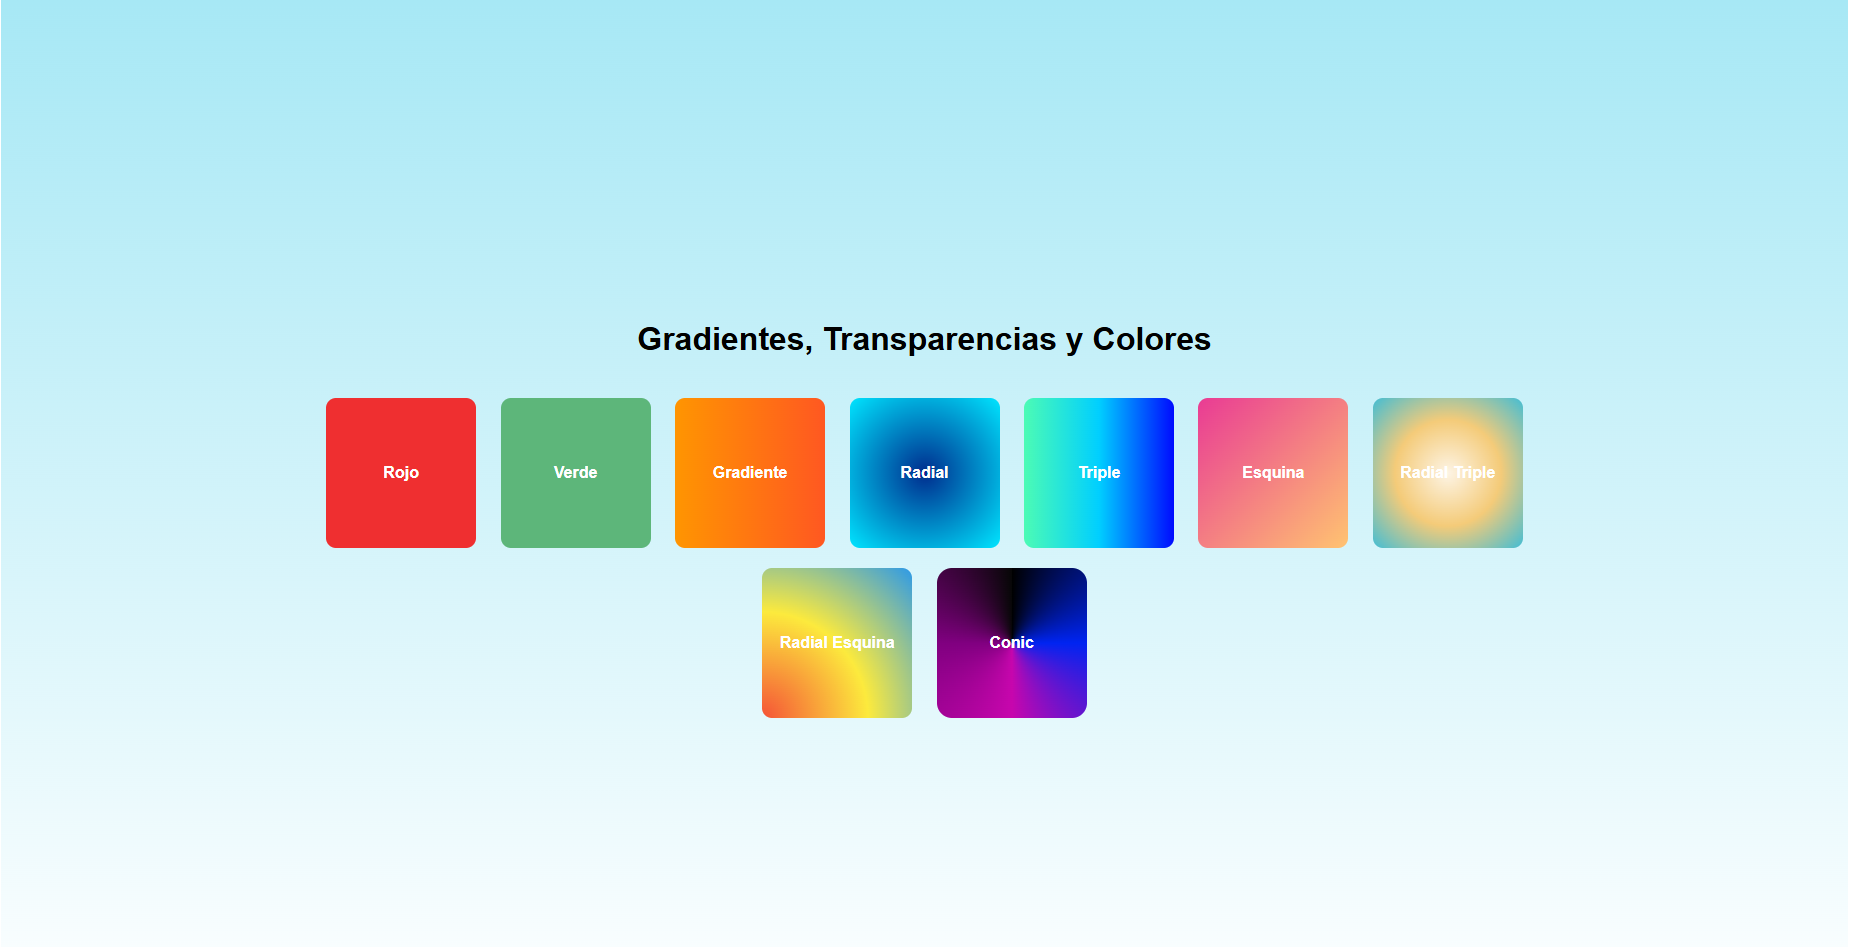 Gradientes, Transparencias y Colores
Rojo
Verde
Gradiente
Radial
Triple
Esquina
Radial Triple
Radial Esquina
Conic